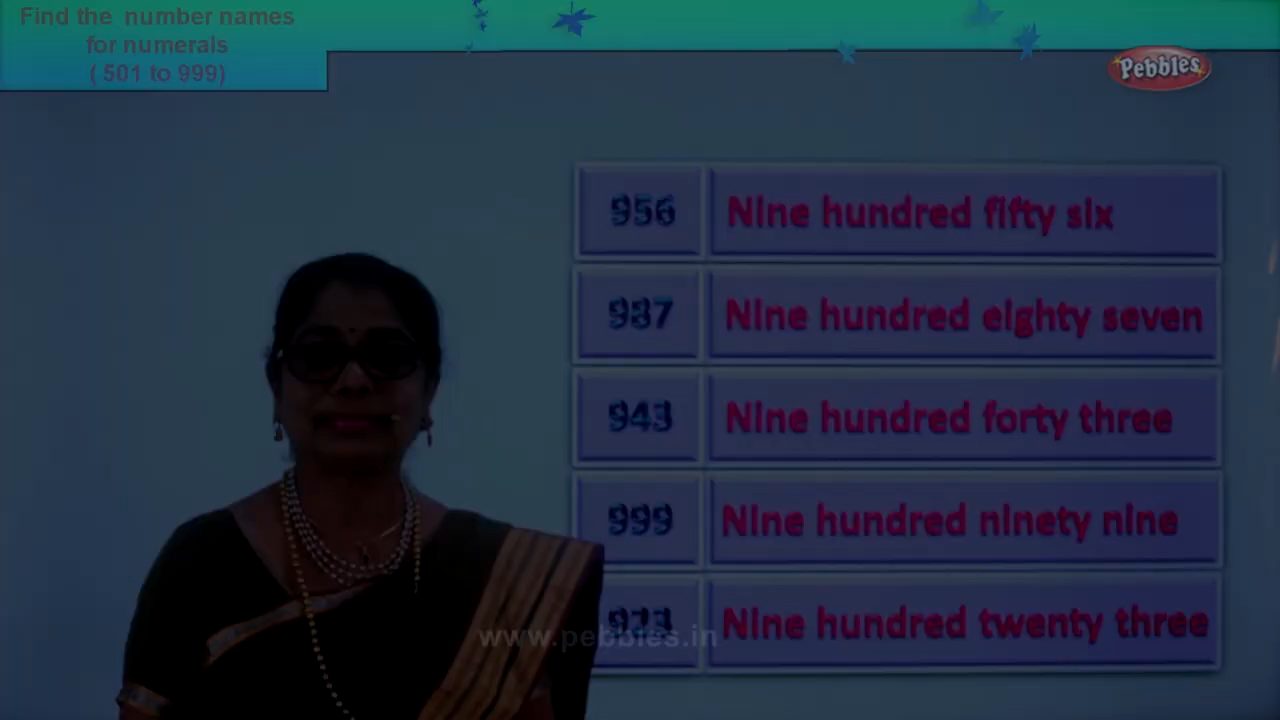 Find the number names
for numerals
( 501 to 999)
Pebbles
956 Nine hundred fifty six
987 Nine hundred eighty seven
943 Nine hundred forty three
999 Nine hundred ninety nine
923 Nine hundred twenty three
www.pebbles.in